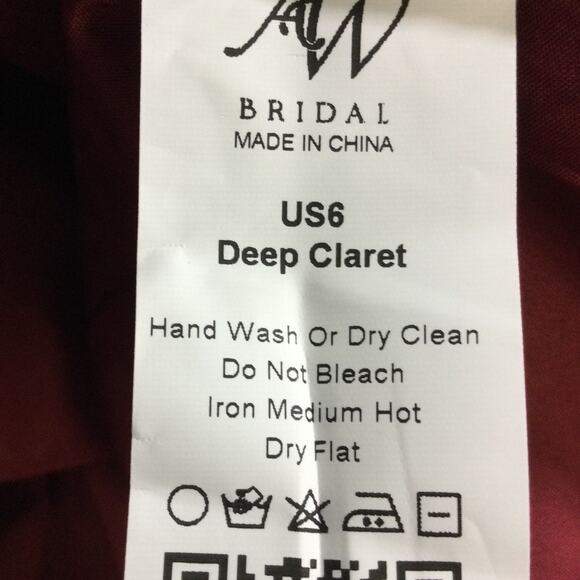 AW
BRIDAL
MADE IN CHINA
US6
Deep Claret
Hand Wash Or Dry Clean
Do Not Bleach
Iron Medium Hot
Dry Flat